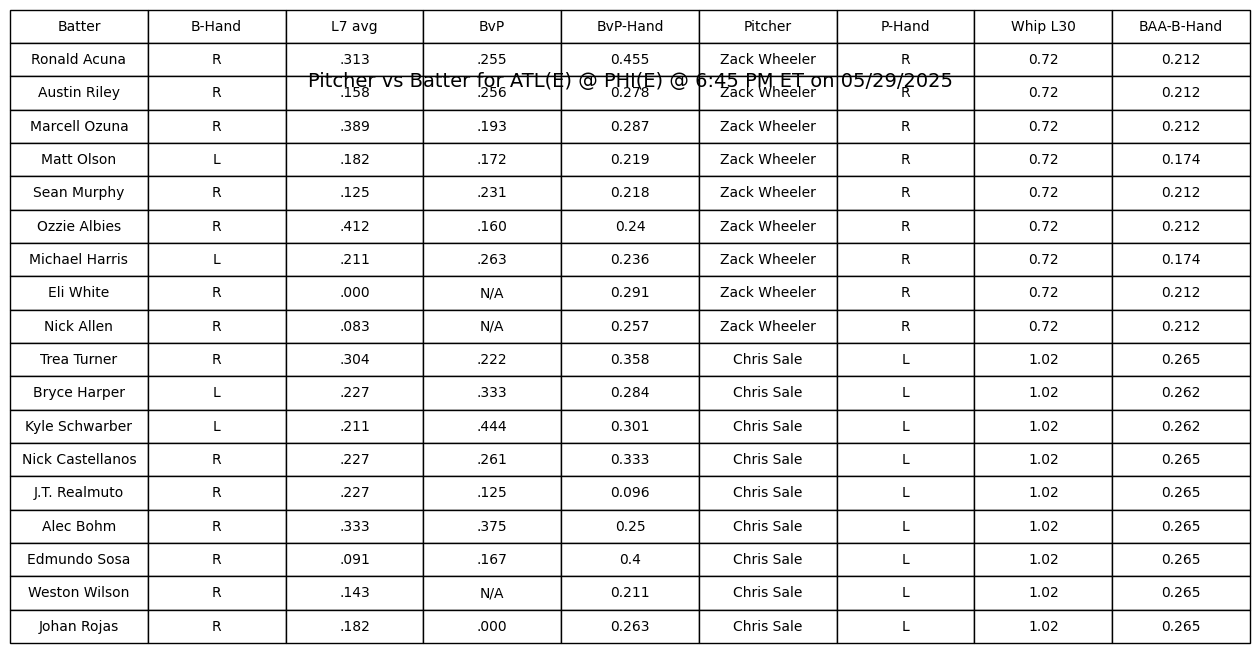 Batter B-Hand L7 avg BvP BvP-Hand Pitcher P-Hand Whip L30 BAA-B-Hand
Ronald Acuna R .313 .255 0.455 Zack Wheeler R 0.72 0.212
Pitcher vs Batter for ATL(E) @ PHI(E) @ 6:45 PM ET on 05/29/2025
Austin Riley R .158 .256 0.278 Zack Wheeler R 0.72 0.212
Marcell Ozuna R .389 .193 0.287 Zack Wheeler R 0.72 0.212
Matt Olson L .182 .172 0.219 Zack Wheeler R 0.72 0.174
Sean Murphy R .125 .231 0.218 Zack Wheeler R 0.72 0.212
Ozzie Albies R .412 .160 0.24 Zack Wheeler R 0.72 0.212
Michael Harris L .211 .263 0.236 Zack Wheeler R 0.72 0.174
Eli White R .000 N/A 0.291 Zack Wheeler R 0.72 0.212
Nick Allen R .083 N/A 0.257 Zack Wheeler R 0.72 0.212
Trea Turner R .304 .222 0.358 Chris Sale L 1.02 0.265
Bryce Harper L .227 .333 0.284 Chris Sale L 1.02 0.262
Kyle Schwarber L .211 .444 0.301 Chris Sale L 1.02 0.262
Nick Castellanos R .227 .261 0.333 Chris Sale L 1.02 0.265
J.T. Realmuto R .227 .125 0.096 Chris Sale L 1.02 0.265
Alec Bohm R .333 .375 0.25 Chris Sale L 1.02 0.265
Edmundo Sosa R .091 .167 0.4 Chris Sale L 1.02 0.265
Weston Wilson R .143 N/A 0.211 Chris Sale L 1.02 0.265
Johan Rojas R .182 .000 0.263 Chris Sale L 1.02 0.265